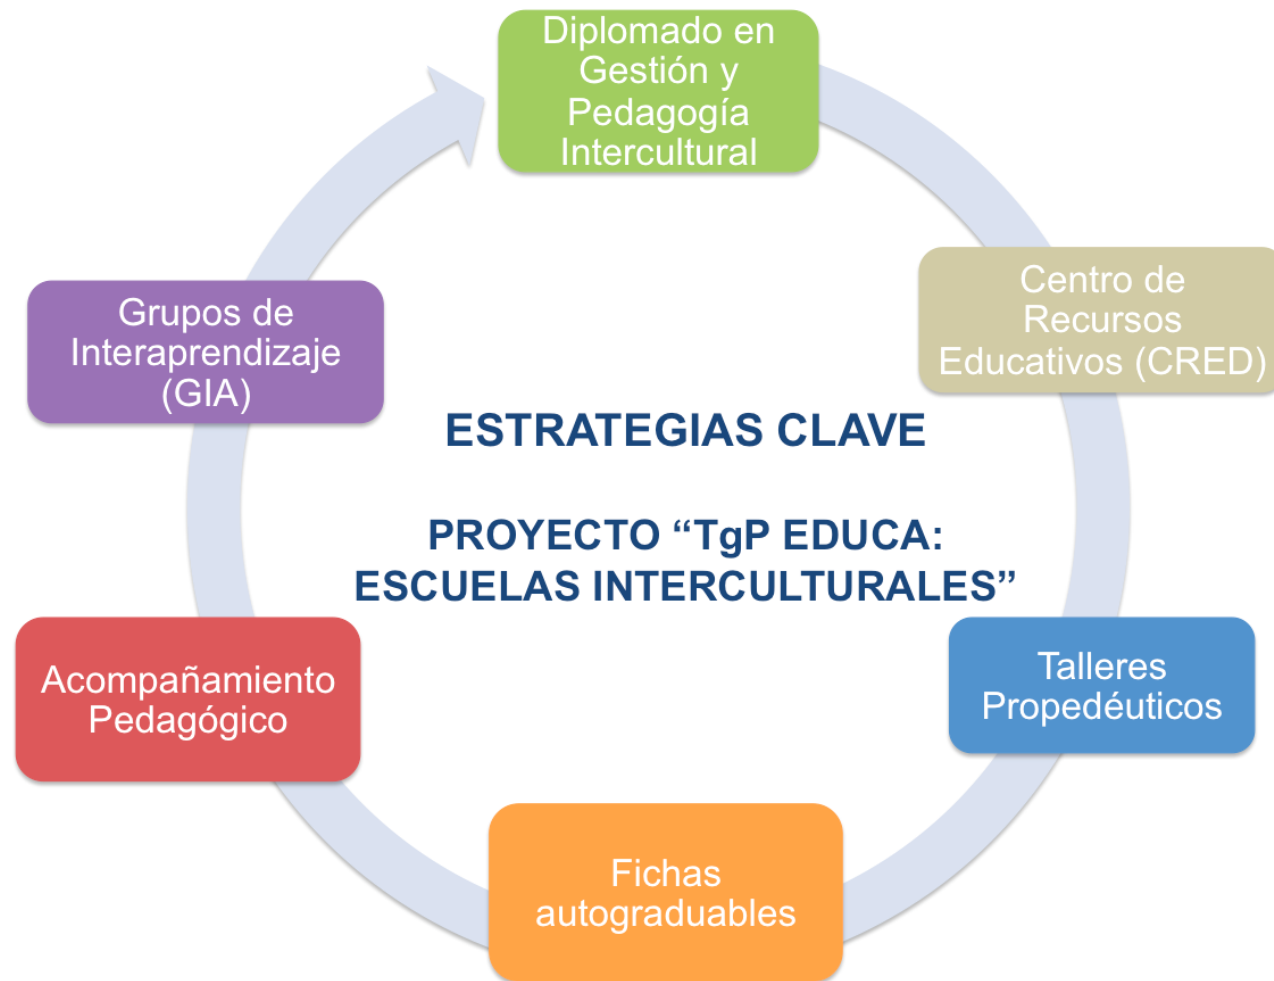 Diplomado en
Gestión y
Pedagogía
Intercultural
Centro de
Recursos
Educativos (CRED)
Talleres
Propedéuticos
Fichas
autograduables
Acompañamiento
Pedagógico
Grupos de
Interaprendizaje
(GIA)
ESTRATEGIAS CLAVE
PROYECTO “TgP EDUCA:
ESCUELAS INTERCULTURALES”